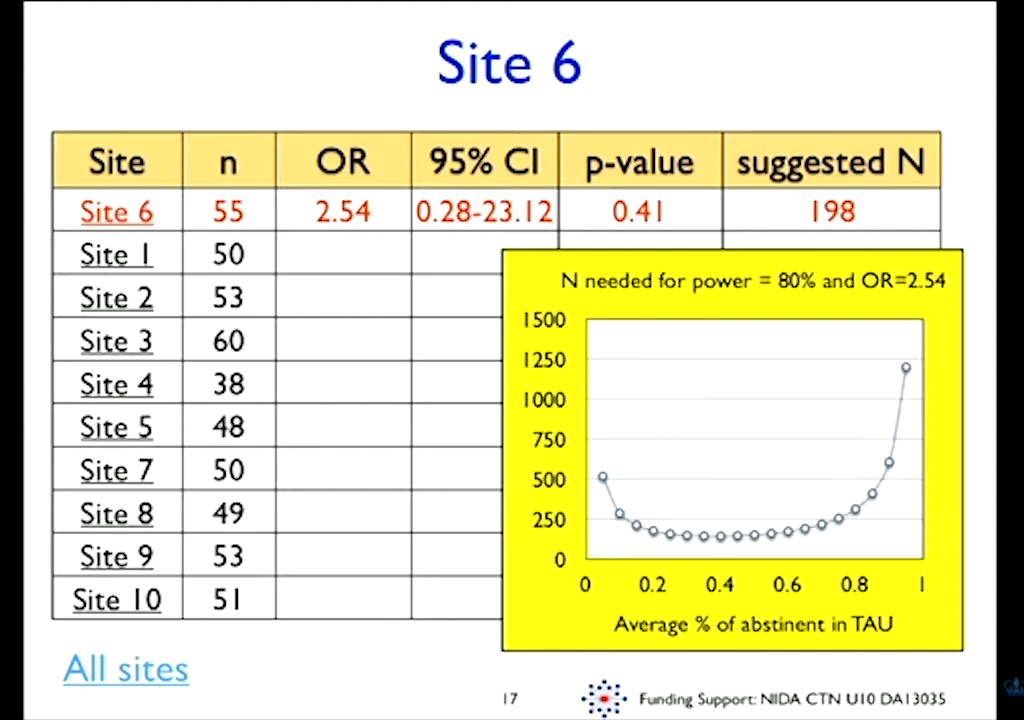 Site 6
Site n OR 95% CI p-value suggested N
Site 6 55 2.54 0.28-23.12 0.41 198
Site 1 50
Site 2 53
Site 3 60
Site 4 38
Site 5 48
Site 7 50
Site 8 49
Site 9 53
Site 10 51
N needed for power = 80% and OR=2.54
1500
1250
1000
750
500
250
0
0 0.2 0.4 0.6 0.8 1
Average % of abstinent in TAU
All sites
17
Funding Support: NIDA CTN U10 DA13035